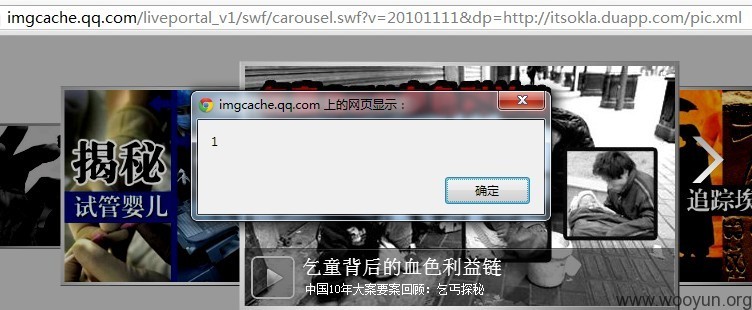 imgcache.qq.com/liveportal_v1/swf/carousel.swf?v=20101111&dp=http://itsokla.duapp.com/pic.xml
imgcache.qq.com 上的网页显示：
1
确定
揭秘
试管婴儿
追踪埃
乞童背后的血色利益链
中国10年大案要案回顾：乞丐探秘
www.wooyun.org